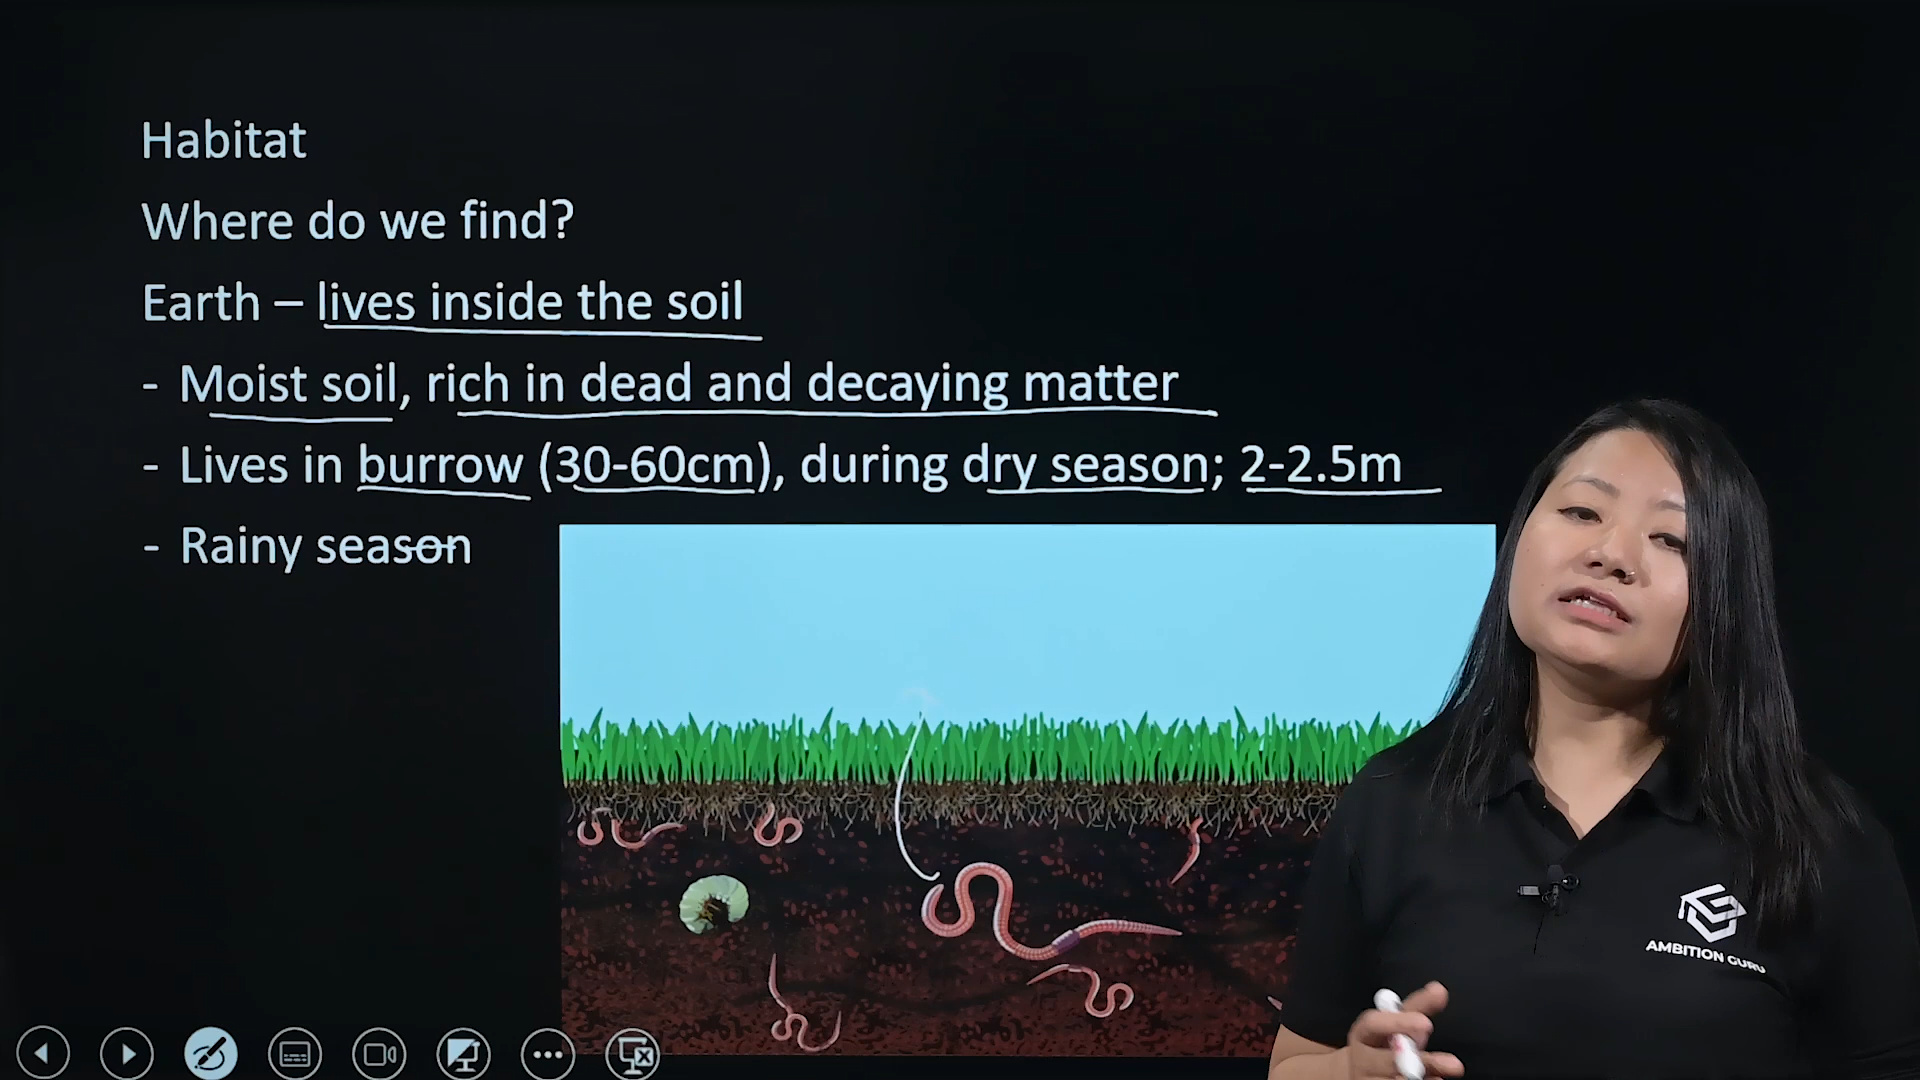 Habitat
Where do we find?
Earth – lives inside the soil
- Moist soil, rich in dead and decaying matter
- Lives in burrow (30-60cm), during dry season; 2-2.5m
- Rainy season
AMBITION GURU